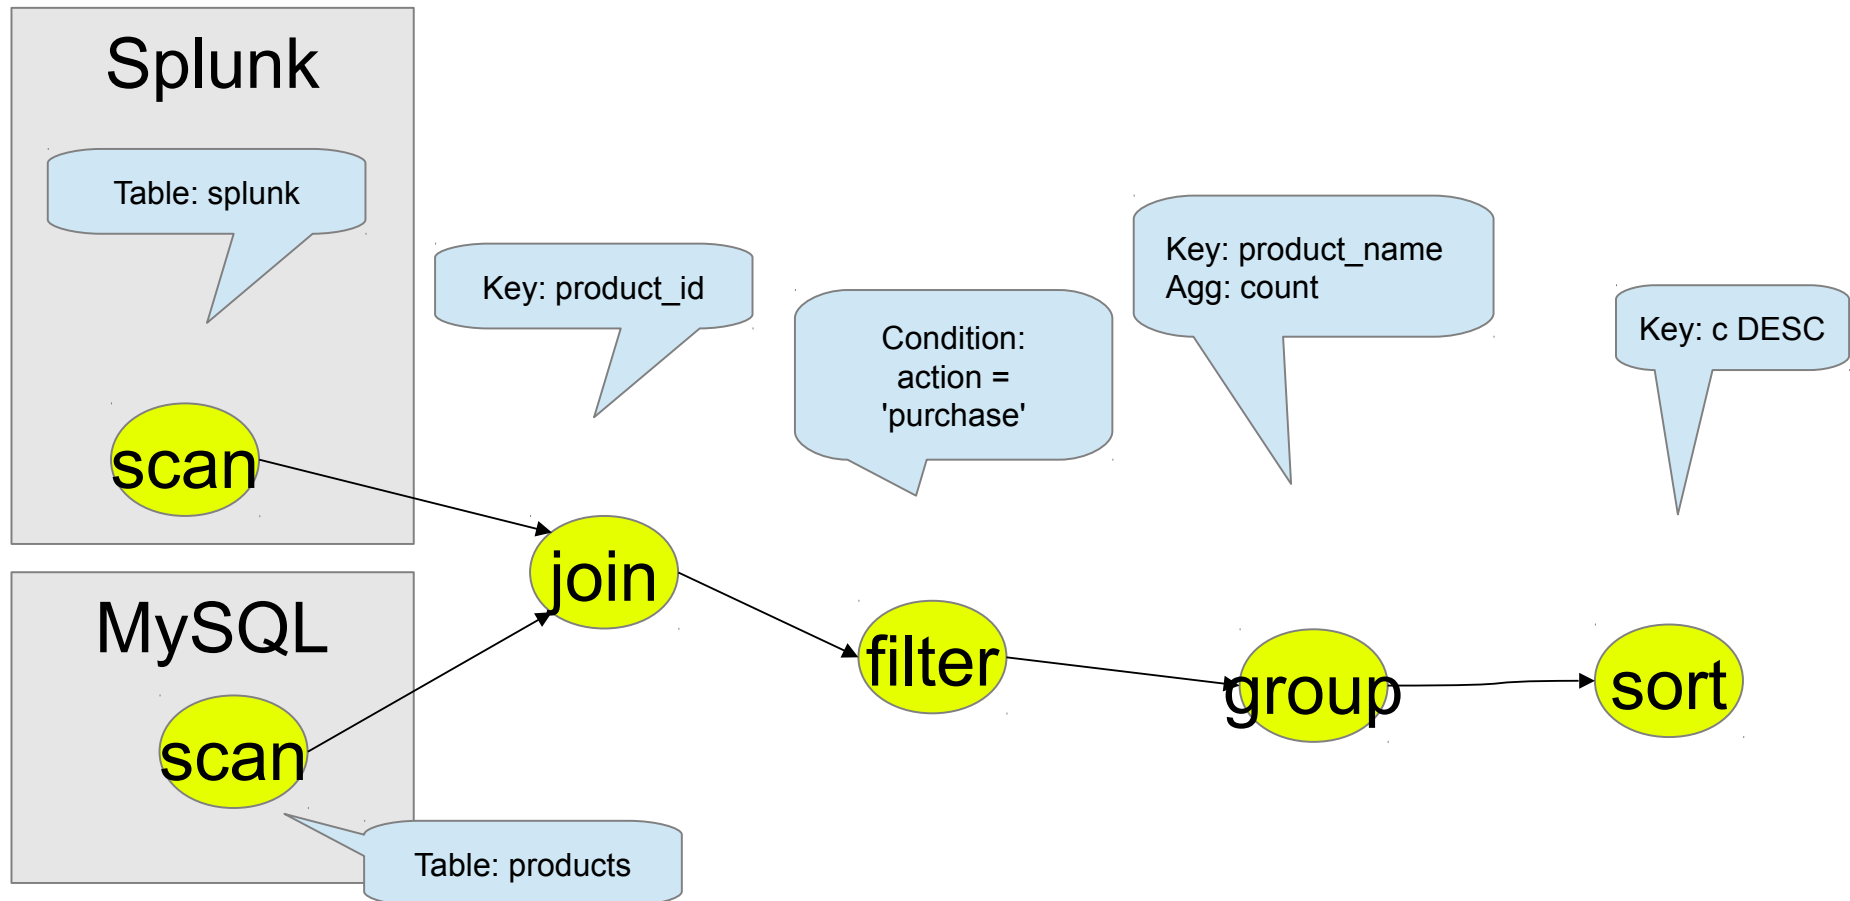 Splunk
Table: splunk
scan
MySQL
scan
Table: products
Key: product_id
join
Condition:
action =
'purchase'
filter
Key: product_name
Agg: count
group
Key: c DESC
sort